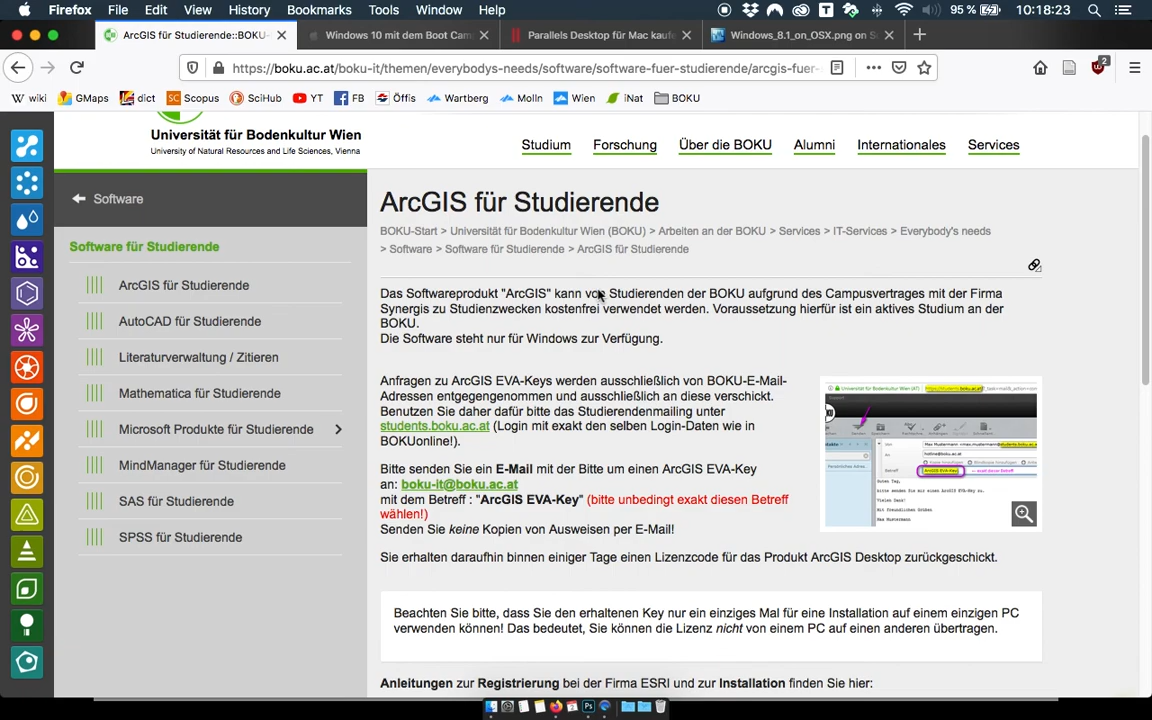 Firefox File Edit View History Bookmarks Tools Window Help 95 % 10:18:23
ArcGIS für Studierende::BOKU- Windows 10 mit dem Boot Cam Parallels Desktop für Mac kaufe Windows_8.1_on_OSX.png on S
https://boku.ac.at/boku-it/themen/everybodys-needs/software/software-fuer-studierende/arcgis-fuer- 2
wiki GMaps dict Scopus SciHub YT FB Öffis Wartberg Molln Wien iNat BOKU
Universität für Bodenkultur Wien
University of Natural Resources and Life Sciences, Vienna
Studium Forschung Über die BOKU Alumni Internationales Services
Software
Software für Studierende
ArcGIS für Studierende
AutoCAD für Studierende
Literaturverwaltung / Zitieren
Mathematica für Studierende
Microsoft Produkte für Studierende
MindManager für Studierende
SAS für Studierende
SPSS für Studierende
ArcGIS für Studierende
BOKU-Start > Universität für Bodenkultur Wien (BOKU) > Arbeiten an der BOKU > Services > IT-Services > Everybody's needs
> Software > Software für Studierende > ArcGIS für Studierende
Das Softwareprodukt "ArcGIS" kann von Studierenden der BOKU aufgrund des Campusvertrages mit der Firma
Synergis zu Studienzwecken kostenfrei verwendet werden. Voraussetzung hierfür ist ein aktives Studium an der
BOKU.
Die Software steht nur für Windows zur Verfügung.
Anfragen zu ArcGIS EVA-Keys werden ausschließlich von BOKU-E-Mail-
Adressen entgegengenommen und ausschließlich an diese verschickt.
Benutzen Sie daher dafür bitte das Studierendenmailing unter
students.boku.ac.at (Login mit exakt den selben Login-Daten wie in
BOKUonline!).
Bitte senden Sie ein E-Mail mit der Bitte um einen ArcGIS EVA-Key
an: boku-it@boku.ac.at
mit dem Betreff : "ArcGIS EVA-Key" (bitte unbedingt exakt diesen Betreff
wählen!)
Senden Sie keine Kopien von Ausweisen per E-Mail!
Sie erhalten daraufhin binnen einiger Tage einen Lizenzcode für das Produkt ArcGIS Desktop zurückgeschickt.
Beachten Sie bitte, dass Sie den erhaltenen Key nur ein einziges Mal für eine Installation auf einem einzigen PC
verwenden können! Das bedeutet, Sie können die Lizenz nicht von einem PC auf einen anderen übertragen.
Anleitungen zur Registrierung bei der Firma ESRI und zur Installation finden Sie hier: